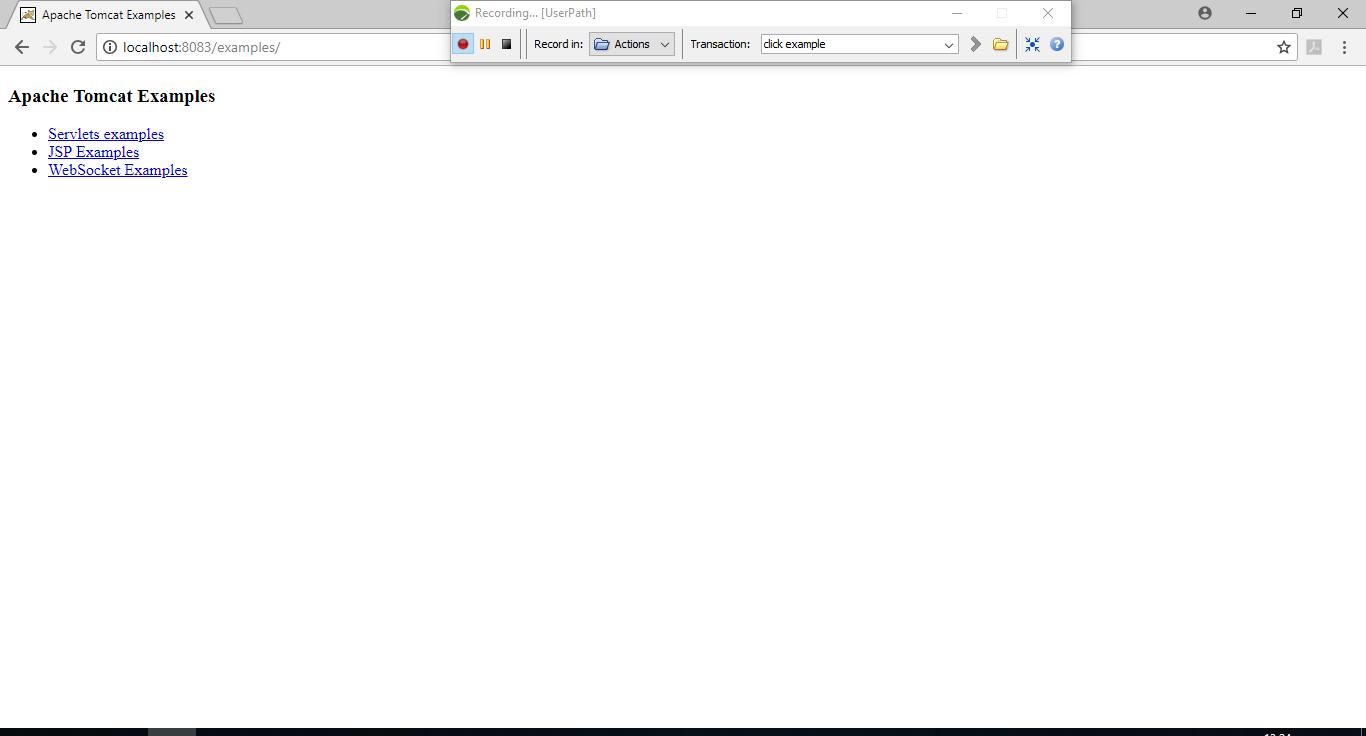 Apache Tomcat Examples
Recording... [UserPath]
localhost:8083/examples/
Record in: Actions Transaction: click example
Apache Tomcat Examples
Servlets examples
JSP Examples
WebSocket Examples